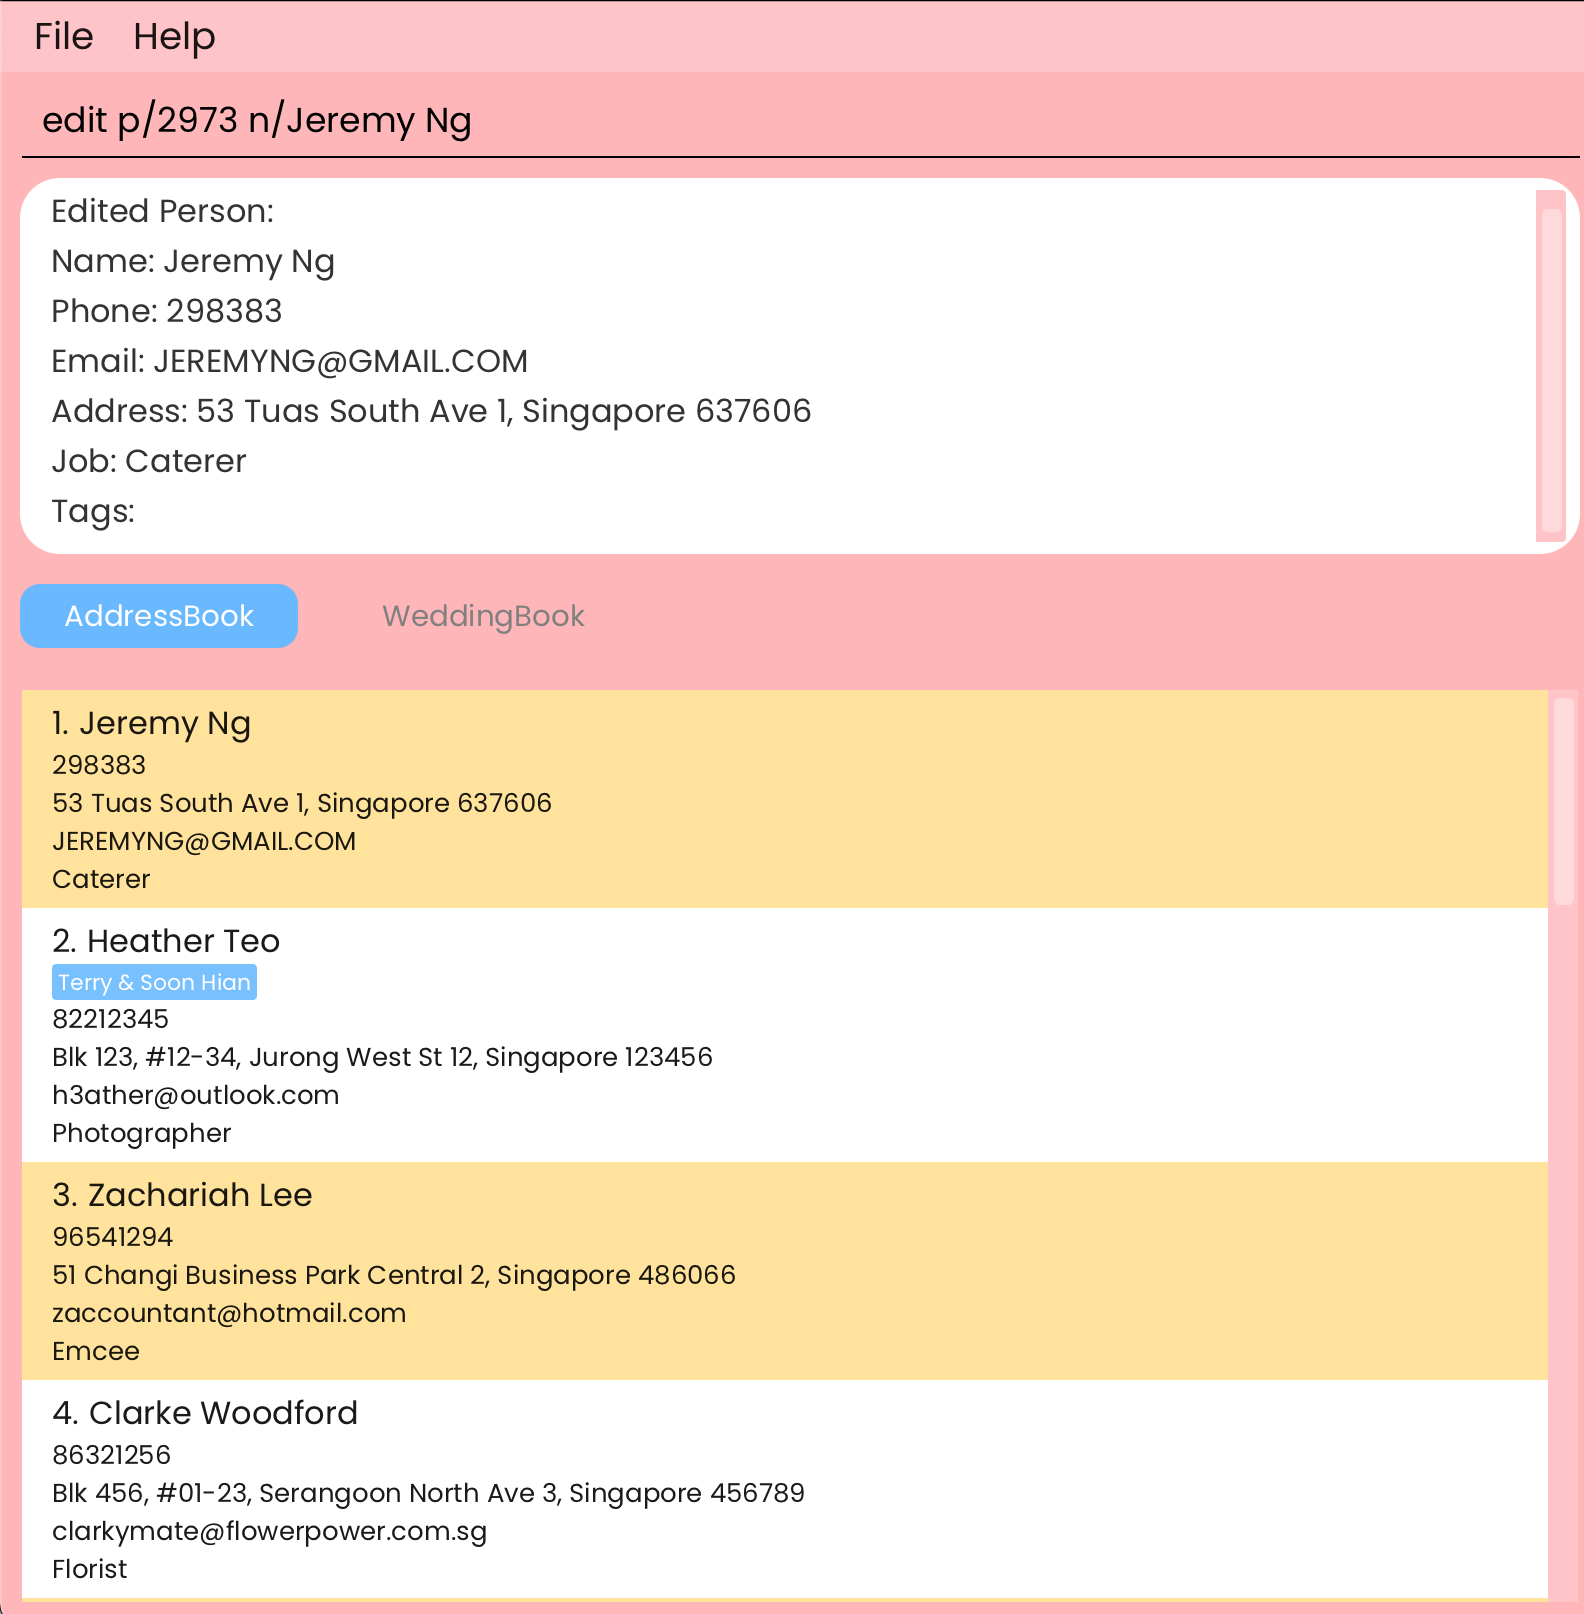 File Help
edit p/2973 n/Jeremy Ng
Edited Person:
Name: Jeremy Ng
Phone: 298383
Email: JEREMYNG@GMAIL.COM
Address: 53 Tuas South Ave 1, Singapore 637606
Job: Caterer
Tags:
AddressBook WeddingBook
1. Jeremy Ng
298383
53 Tuas South Ave 1, Singapore 637606
JEREMYNG@GMAIL.COM
Caterer
2. Heather Teo
Terry & Soon Hian
82212345
Blk 123, #12-34, Jurong West St 12, Singapore 123456
h3ather@outlook.com
Photographer
3. Zachariah Lee
96541294
51 Changi Business Park Central 2, Singapore 486066
zaccountant@hotmail.com
Emcee
4. Clarke Woodford
86321256
Blk 456, #01-23, Serangoon North Ave 3, Singapore 456789
clarkymate@flowerpower.com.sg
Florist